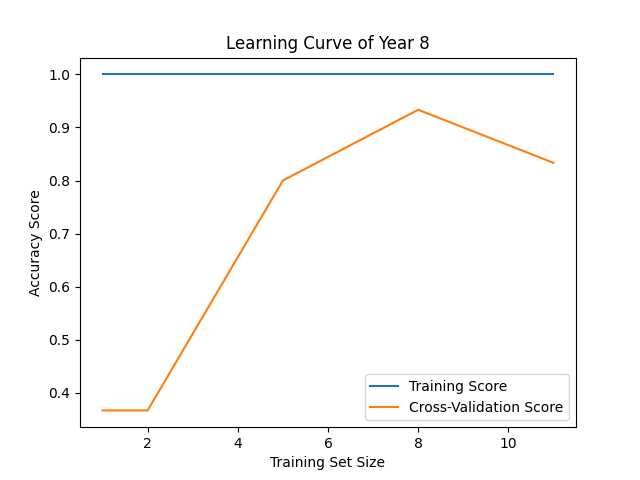 Learning Curve of Year 8
1.0
0.9
0.8
0.7
0.6
0.5
0.4
Accuracy Score
2 4 6 8 10
Training Set Size
Training Score
Cross-Validation Score